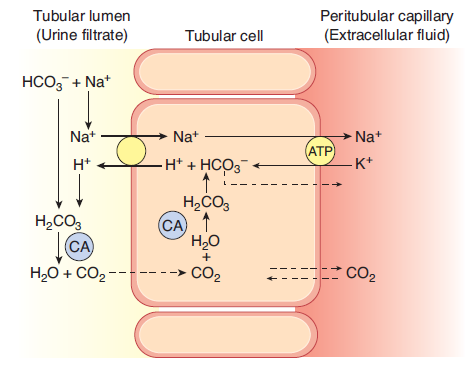 Tubular lumen
(Urine filtrate)
Tubular cell
Peritubular capillary
(Extracellular fluid)
HCO₃⁻ + Na⁺
Na⁺
Na⁺
ATP
Na⁺
H⁺
H⁺ + HCO₃⁻
K⁺
H₂CO₃
H₂CO₃
CA
CA
H₂O
+
H₂O + CO₂
CO₂
CO₂